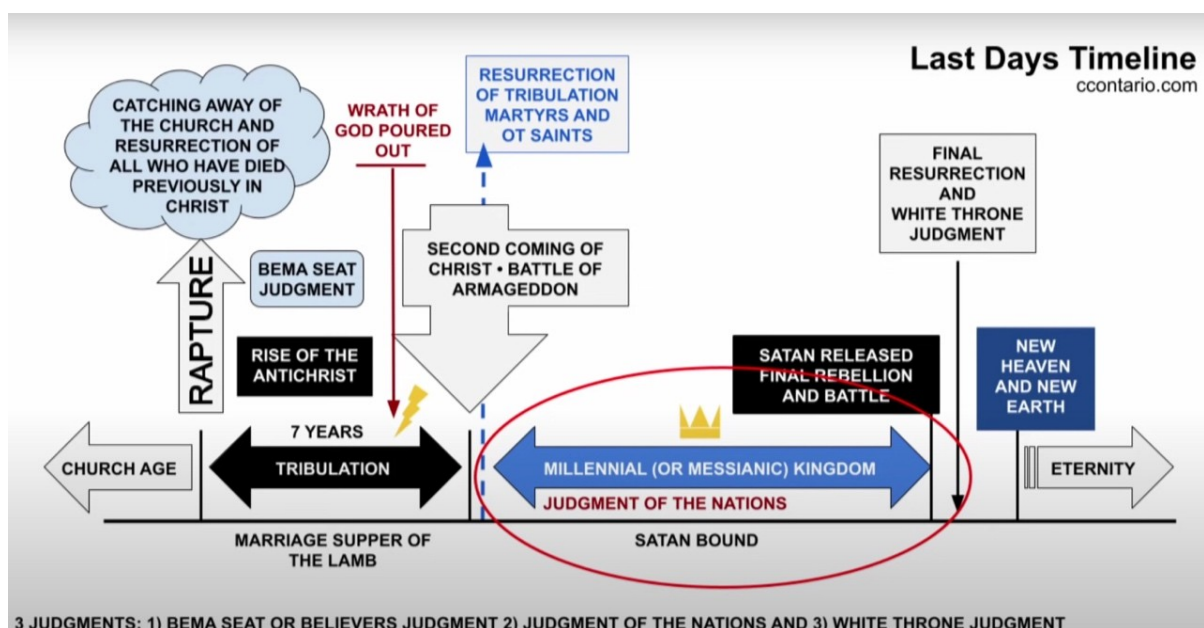 Last Days Timeline
ccontario.com
CATCHING AWAY OF
THE CHURCH AND
RESURRECTION OF
ALL WHO HAVE DIED
PREVIOUSLY IN
CHRIST
WRATH OF
GOD POURED
OUT
RESURRECTION
OF TRIBULATION
MARTYRS AND
OT SAINTS
FINAL
RESURRECTION
AND
WHITE THRONE
JUDGMENT
RAPTURE
BEMA SEAT
JUDGMENT
SECOND COMING OF
CHRIST • BATTLE OF
ARMAGEDDON
RISE OF THE
ANTICHRIST
SATAN RELEASED
FINAL REBELLION
AND BATTLE
NEW
HEAVEN
AND NEW
EARTH
CHURCH AGE
7 YEARS
TRIBULATION
MILLENNIAL (OR MESSIANIC) KINGDOM
JUDGMENT OF THE NATIONS
ETERNITY
MARRIAGE SUPPER OF
THE LAMB
SATAN BOUND
3 JUDGMENTS: 1) BEMA SEAT OR BELIEVERS JUDGMENT 2) JUDGMENT OF THE NATIONS AND 3) WHITE THRONE JUDGMENT